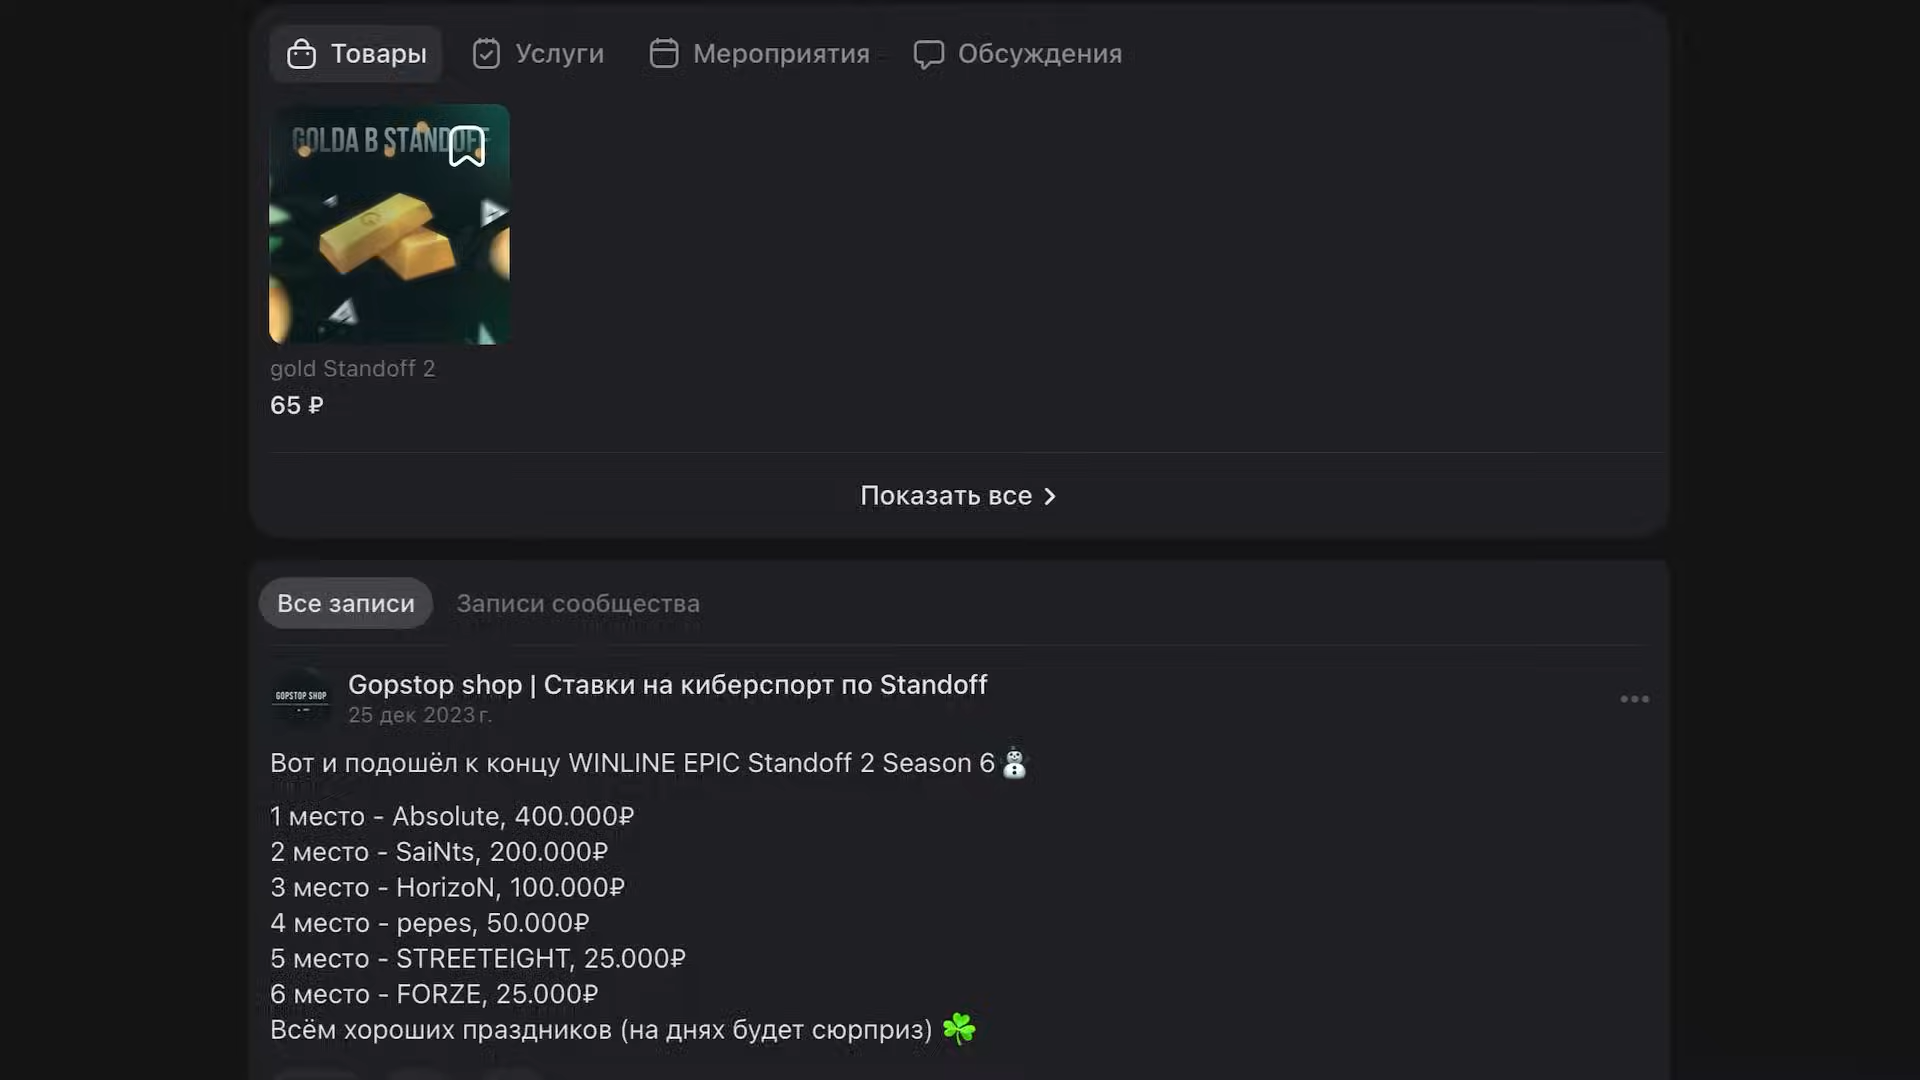 Товары
Услуги
Мероприятия
Обсуждения
GOLDA В STANDOFF
gold Standoff 2
65 ₽
Показать все
Все записи
Записи сообщества
GOPSTOP SHOP
Gopstop shop | Ставки на киберспорт по Standoff
25 дек 2023 г.
Вот и подошёл к концу WINLINE EPIC Standoff 2 Season 6
1 место - Absolute, 400.000₽
2 место - SaiNts, 200.000₽
3 место - HorizoN, 100.000₽
4 место - pepes, 50.000₽
5 место - STREETEIGHT, 25.000₽
6 место - FORZE, 25.000₽
Всём хороших праздников (на днях будет сюрприз)